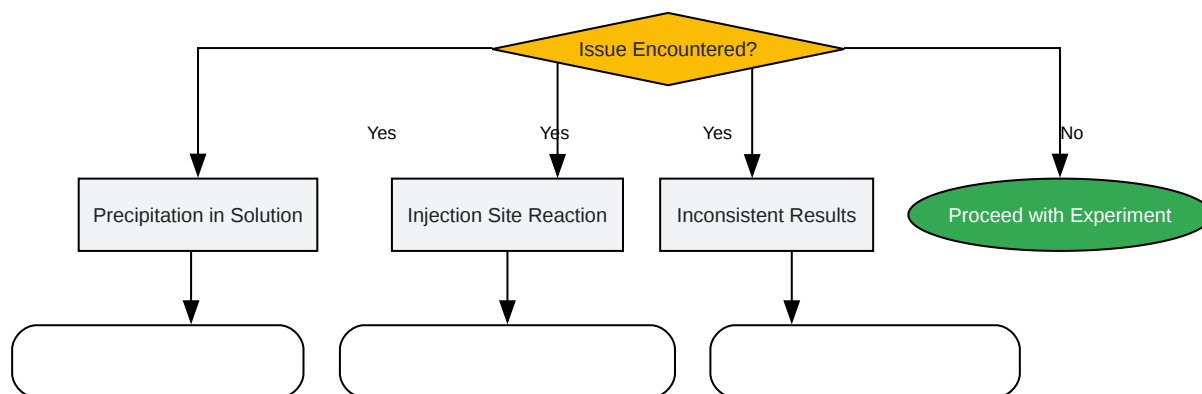 Issue Encountered?
Yes
Yes
Yes
No
Precipitation in Solution
Injection Site Reaction
Inconsistent Results
Proceed with Experiment